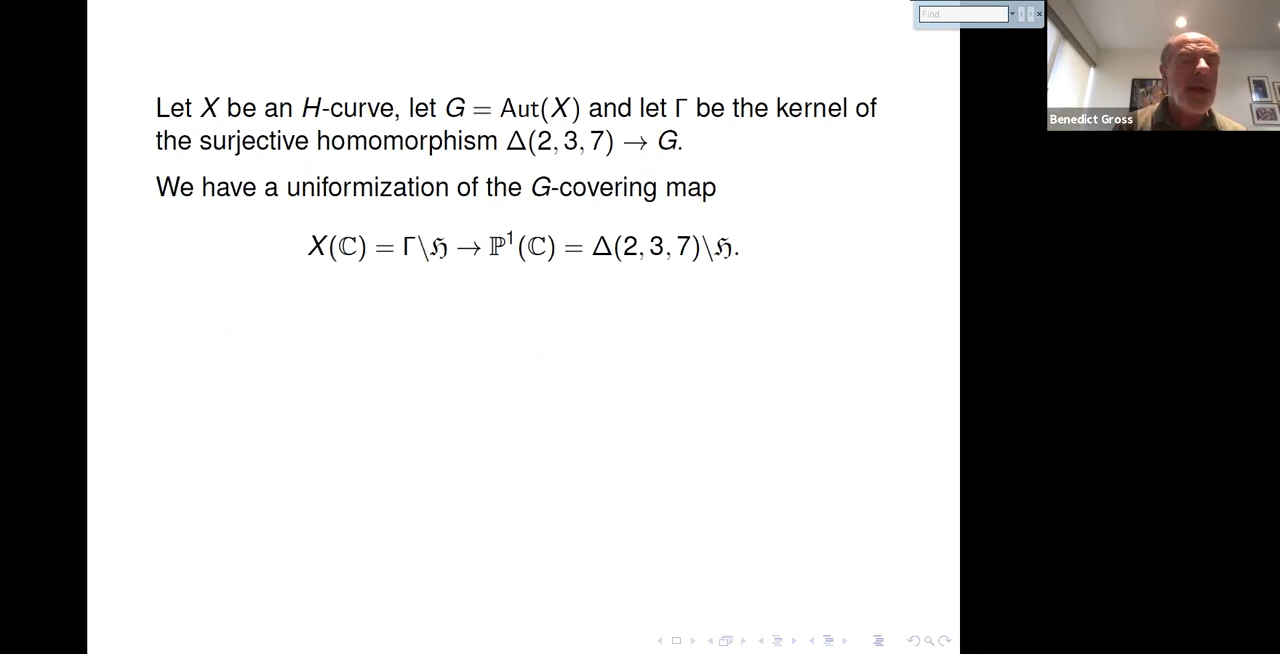 Find
Benedict Gross
Let X be an H-curve, let G = Aut(X) and let Γ be the kernel of
the surjective homomorphism Δ(2, 3, 7) → G.
We have a uniformization of the G-covering map
X(ℂ) = Γ\ℌ → ℙ¹(ℂ) = Δ(2, 3, 7)\ℌ.